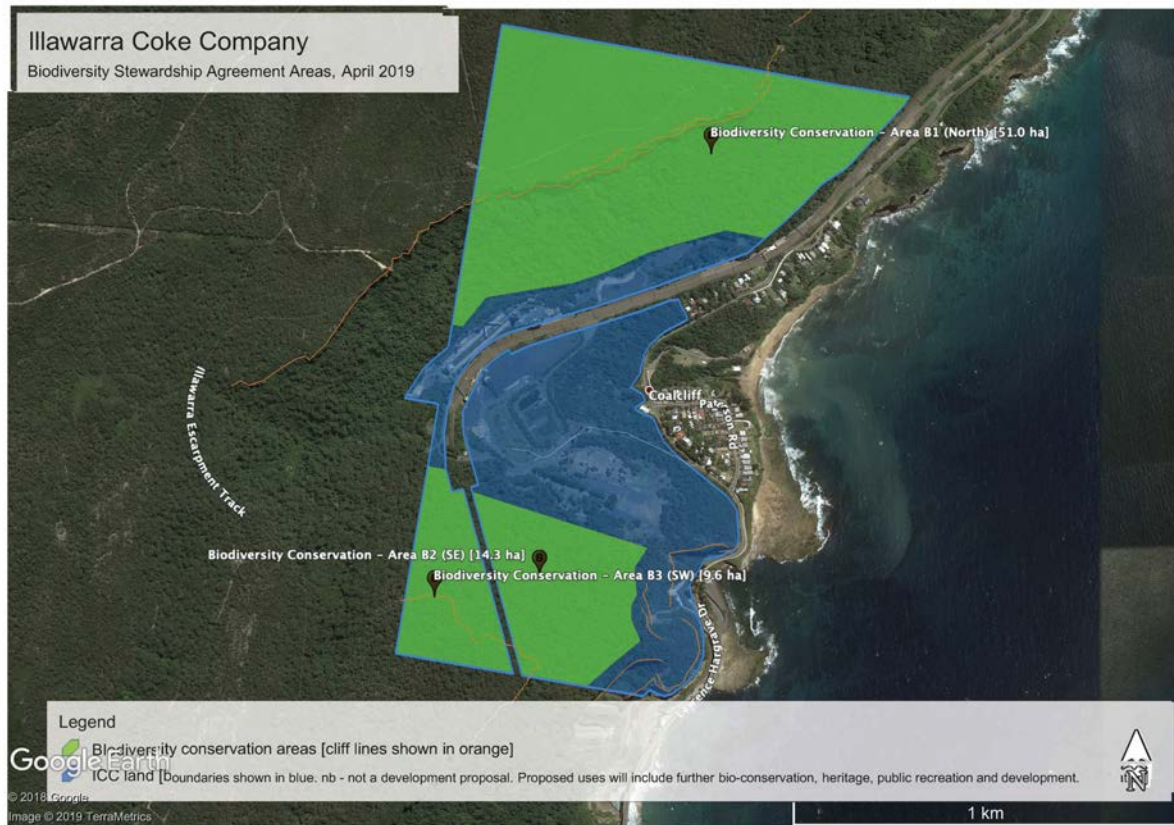 Illawarra Coke Company
Biodiversity Stewardship Agreement Areas, April 2019
Biodiversity Conservation - Area B1 (North) [51.0 ha]
Coalcliff
Paterson Rd
Illawarra Escarpment Track
Biodiversity Conservation - Area B2 (SE) [14.3 ha]
Biodiversity Conservation - Area B3 (SW) [9.6 ha]
Hargrave Dr
Legend
Biodiversity conservation areas [cliff lines shown in orange]
Google Earth
ICC land [boundaries shown in blue. nb - not a development proposal. Proposed uses will include further bio-conservation, heritage, public recreation and development.
N
© 2018 Google
Image © 2019 TerraMetrics
1 km